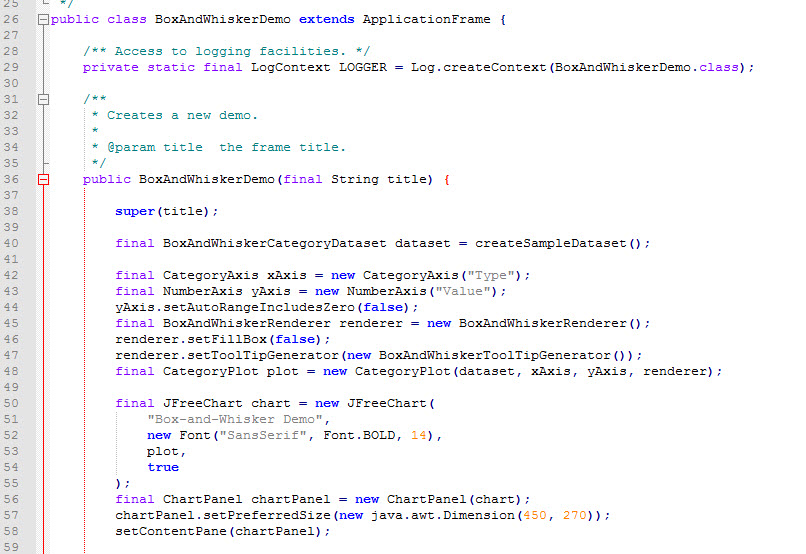 25 */
26 public class BoxAndWhiskerDemo extends ApplicationFrame {
27
28 /** Access to logging facilities. */
29 private static final LogContext LOGGER = Log.createContext(BoxAndWhiskerDemo.class);
30
31 /**
32 * Creates a new demo.
33 *
34 * @param title  the frame title.
35 */
36 public BoxAndWhiskerDemo(final String title) {
37
38 super(title);
39
40 final BoxAndWhiskerCategoryDataset dataset = createSampleDataset();
41
42 final CategoryAxis xAxis = new CategoryAxis("Type");
43 final NumberAxis yAxis = new NumberAxis("Value");
44 yAxis.setAutoRangeIncludesZero(false);
45 final BoxAndWhiskerRenderer renderer = new BoxAndWhiskerRenderer();
46 renderer.setFillBox(false);
47 renderer.setToolTipGenerator(new BoxAndWhiskerToolTipGenerator());
48 final CategoryPlot plot = new CategoryPlot(dataset, xAxis, yAxis, renderer);
49
50 final JFreeChart chart = new JFreeChart(
51 "Box-and-Whisker Demo",
52 new Font("SansSerif", Font.BOLD, 14),
53 plot,
54 true
55 );
56 final ChartPanel chartPanel = new ChartPanel(chart);
57 chartPanel.setPreferredSize(new java.awt.Dimension(450, 270));
58 setContentPane(chartPanel);
59